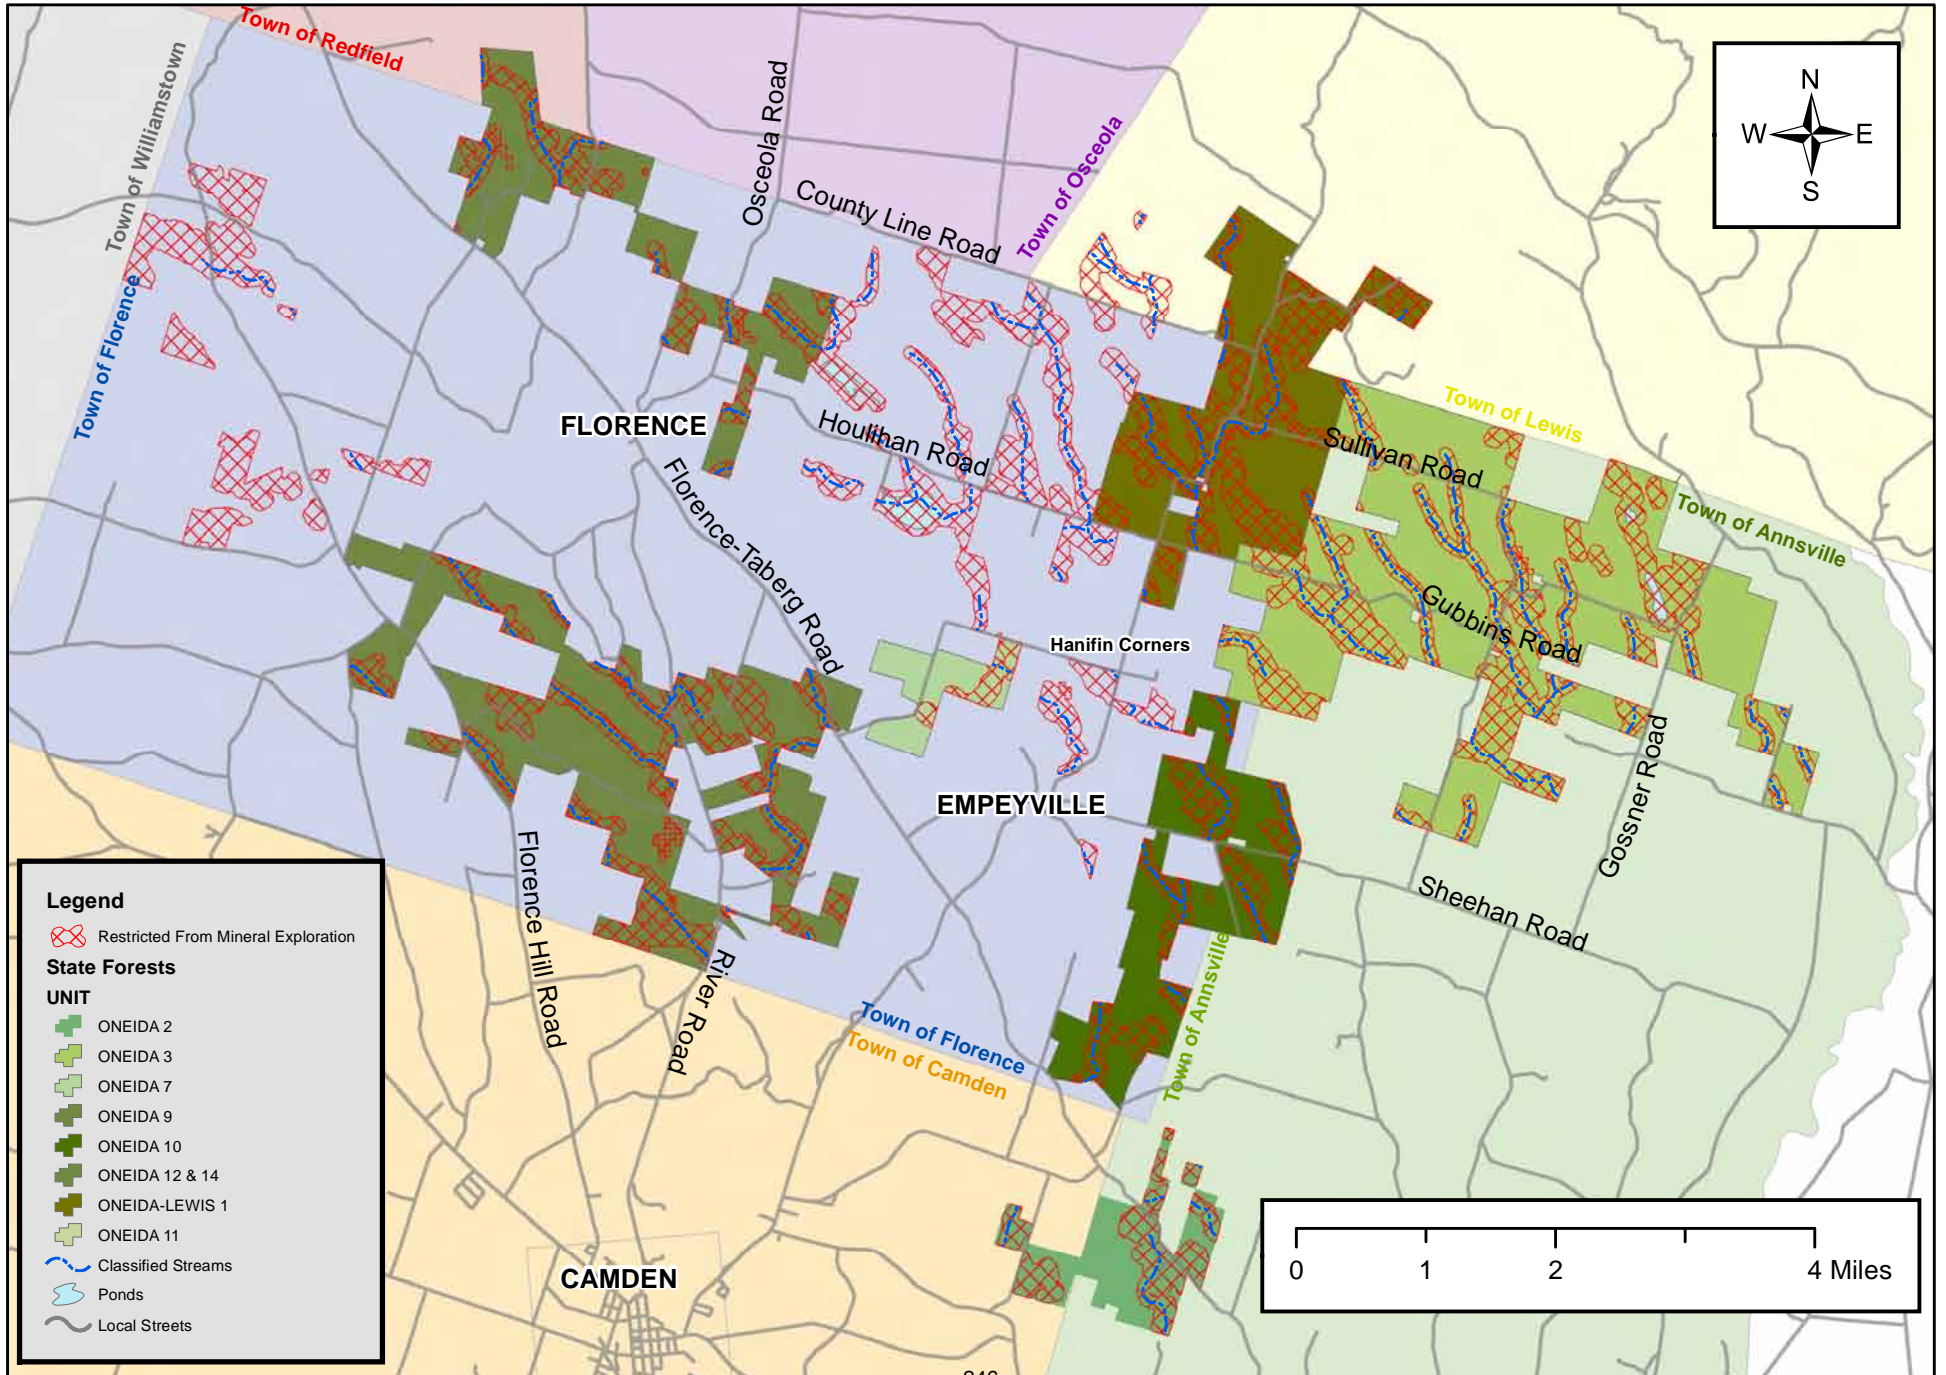 Town of Redfield
Town of Williamstown
Osceola Road
County Line Road
Town of Osceola
N
W E
S
Town of Florence
FLORENCE
Houlihan Road
Florence-Taberg Road
Sullivan Road
Town of Lewis
Town of Annsville
Gubbins Road
Hanifin Corners
EMPEYVILLE
Gossner Road
Sheehan Road
Florence Hill Road
River Road
Town of Florence
Town of Camden
Town of Annsville
CAMDEN
Legend
Restricted From Mineral Exploration
State Forests
UNIT
ONEIDA 2
ONEIDA 3
ONEIDA 7
ONEIDA 9
ONEIDA 10
ONEIDA 12 & 14
ONEIDA-LEWIS 1
ONEIDA 11
Classified Streams
Ponds
Local Streets
0 1 2 4 Miles